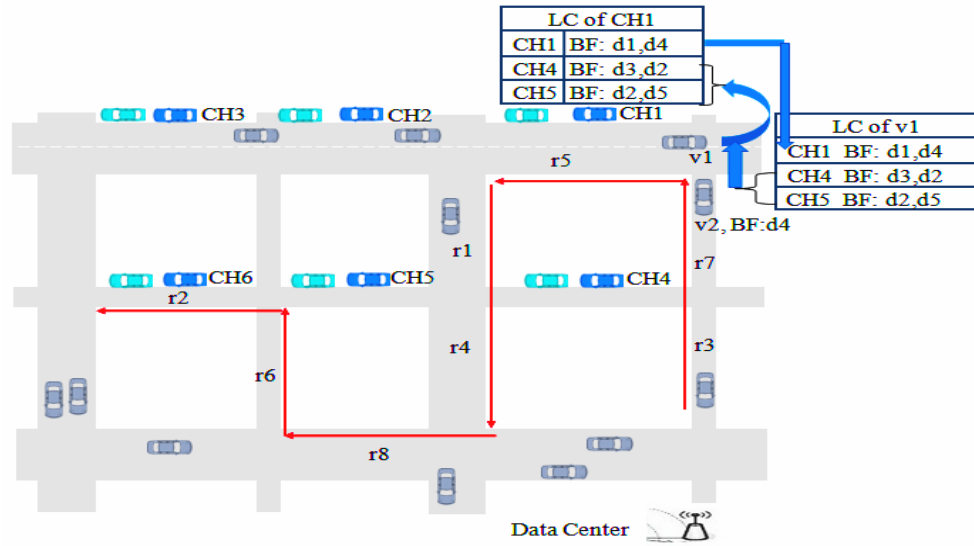 LC of CH1
CH1 BF: d1,d4
CH4 BF: d3,d2
CH5 BF: d2,d5
CH3
CH2
CH1
LC of v1
v1
CH1 BF: d1,d4
r5
CH4 BF: d3,d2
CH5 BF: d2,d5
v2, BF:d4
r1
r7
CH6
CH5
CH4
r2
r4
r3
r6
r8
Data Center